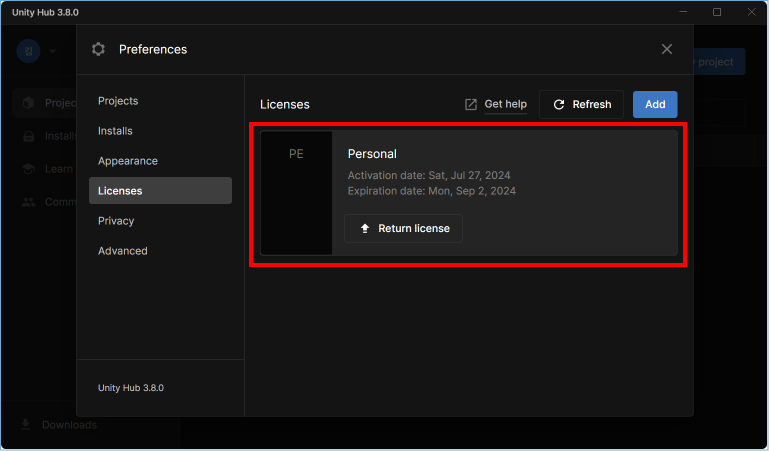 Unity Hub 3.8.0
김
Preferences
project
Projec
Installs
Learn
Comm
Downloads
Projects
Installs
Appearance
Licenses
Privacy
Advanced
Unity Hub 3.8.0
Licenses
Get help
Refresh
Add
PE
Personal
Activation date: Sat, Jul 27, 2024
Expiration date: Mon, Sep 2, 2024
Return license